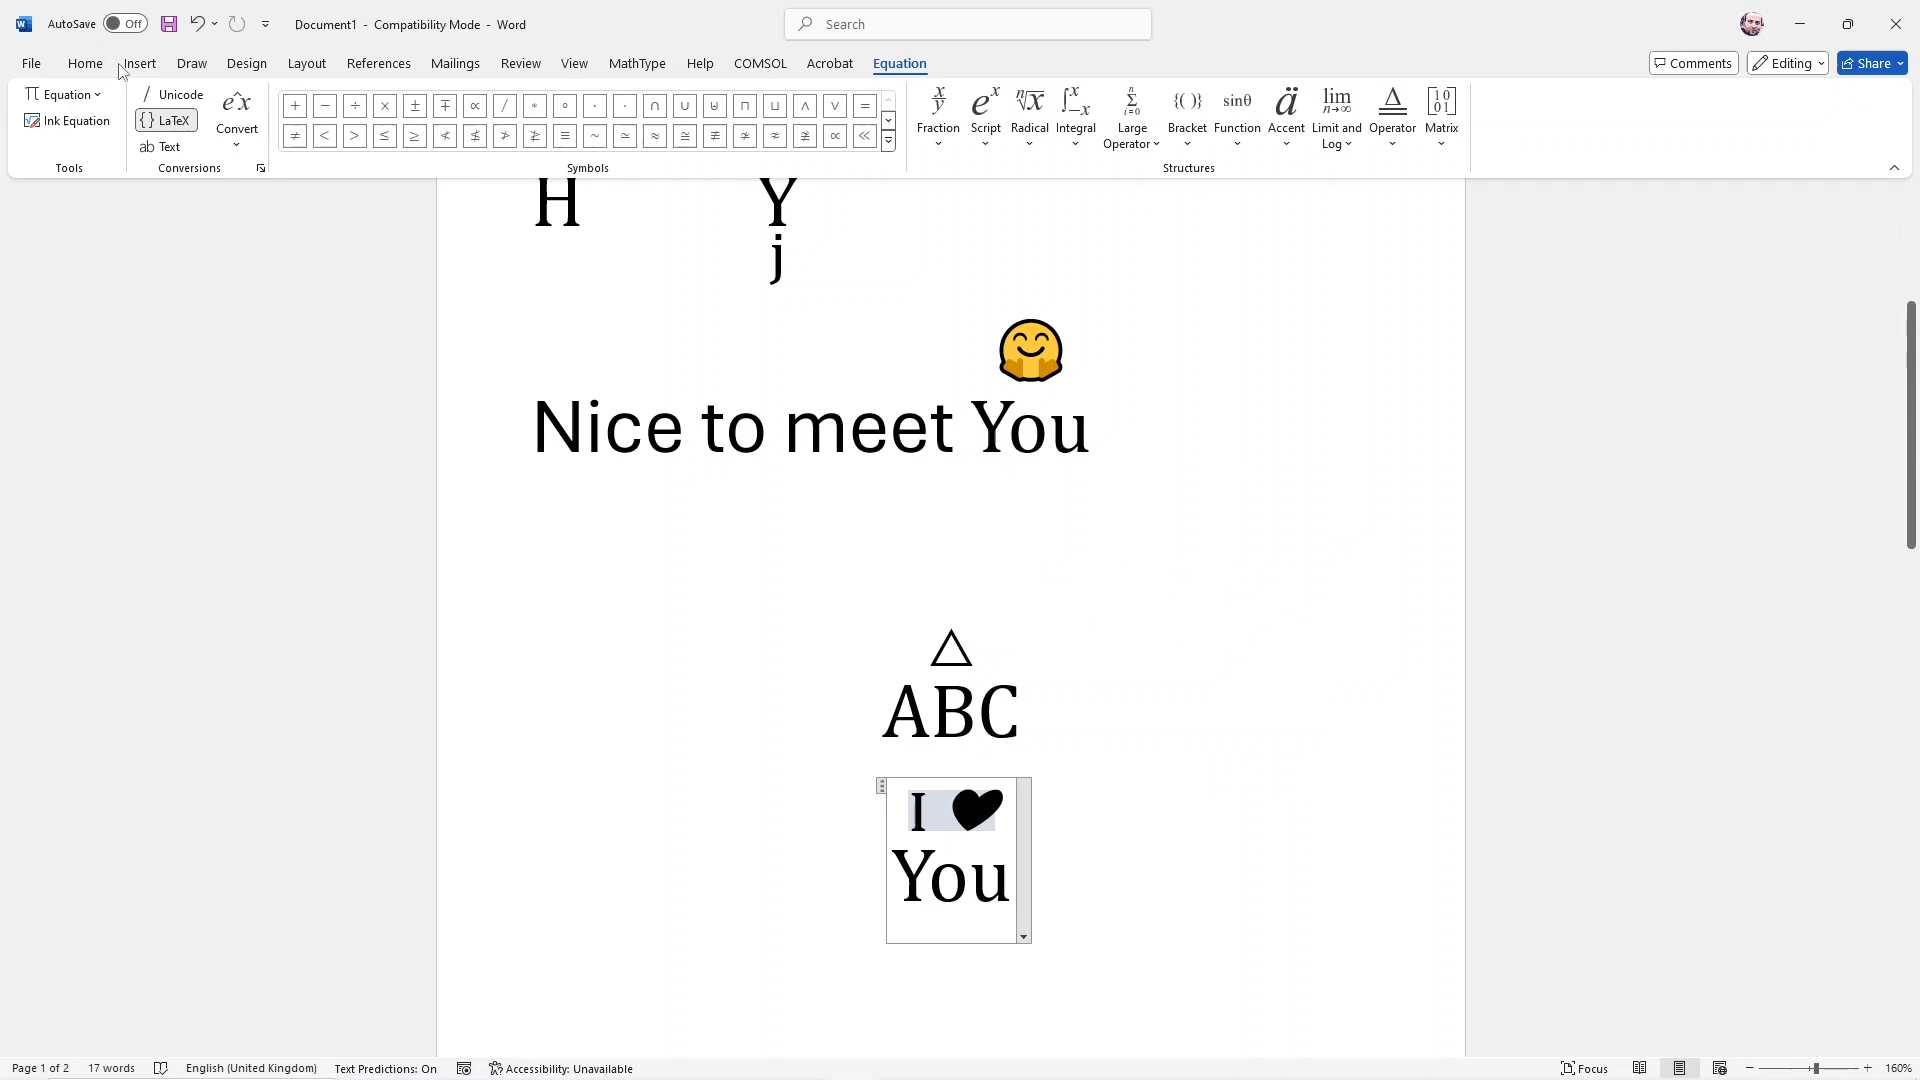 AutoSave Off Document1 - Compatibility Mode - Word Search
File Home Insert Draw Design Layout References Mailings Review View MathType Help COMSOL Acrobat Equation Comments Editing Share
Equation
Ink Equation
Tools
Unicode
LaTeX
Text
Convert
Conversions
+ − ÷ × ± ∓ ∝ / * ∘ ∙ · ∩ ∪ ⊎ ⊓ ⊔ ∧ ∨ =
Symbols
Fraction Script Radical Integral Large Operator Bracket Function Accent Limit and Log Operator Matrix
Structures
H Y
j
🤗
Nice to meet You
△
ABC
I ♥
You
Page 1 of 2 17 words English (United Kingdom) Text Predictions: On Accessibility: Unavailable Focus 160%